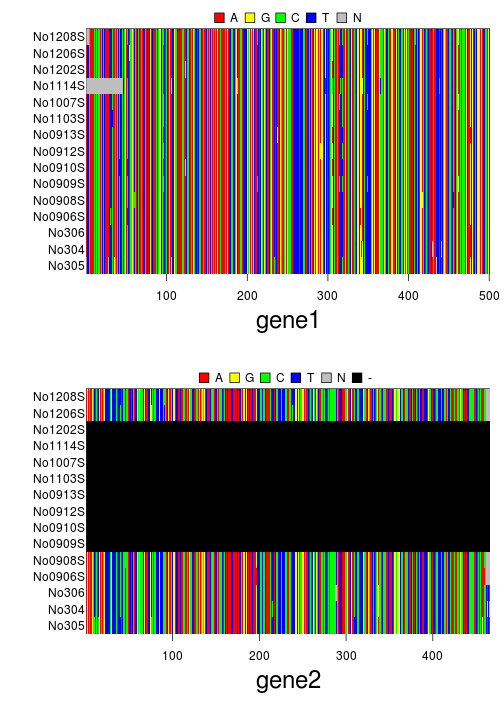 A G C T N
No1208S
No1206S
No1202S
No1114S
No1007S
No1103S
No0913S
No0912S
No0910S
No0909S
No0908S
No0906S
No306
No304
No305
100 200 300 400 500
gene1
A G C T N -
No1208S
No1206S
No1202S
No1114S
No1007S
No1103S
No0913S
No0912S
No0910S
No0909S
No0908S
No0906S
No306
No304
No305
100 200 300 400
gene2